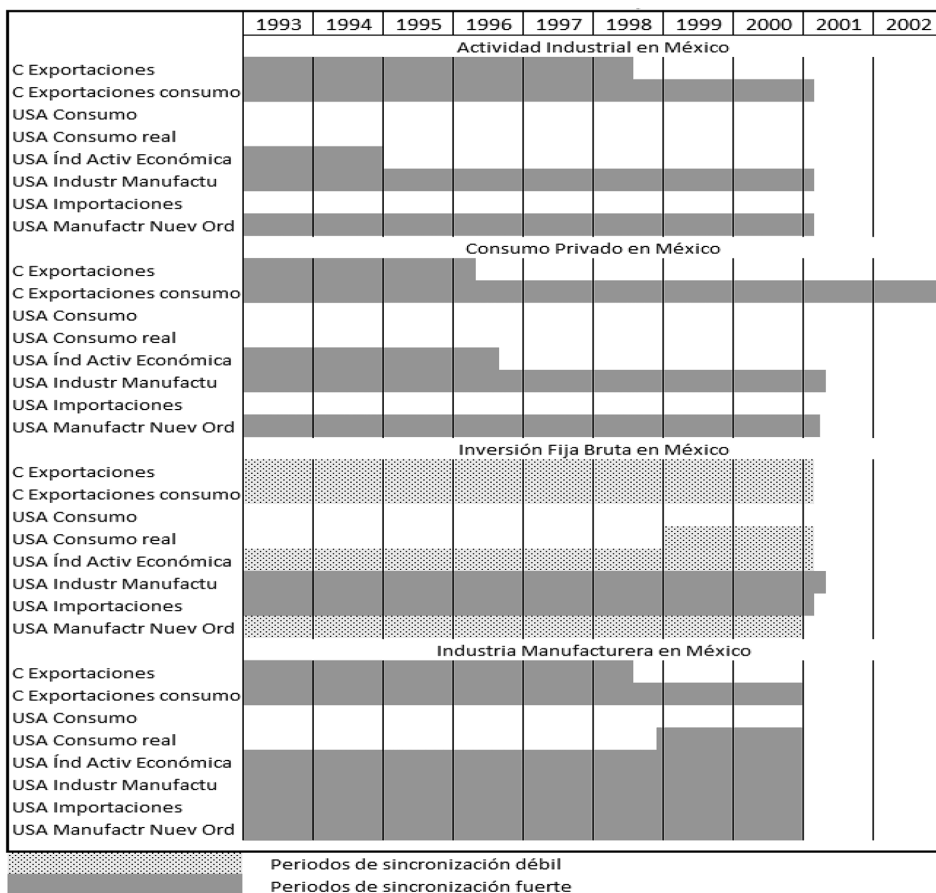 1993 1994 1995 1996 1997 1998 1999 2000 2001 2002
Actividad Industrial en México
C Exportaciones
C Exportaciones consumo
USA Consumo
USA Consumo real
USA Índ Activ Económica
USA Industr Manufactu
USA Importaciones
USA Manufactr Nuev Ord
Consumo Privado en México
C Exportaciones
C Exportaciones consumo
USA Consumo
USA Consumo real
USA Índ Activ Económica
USA Industr Manufactu
USA Importaciones
USA Manufactr Nuev Ord
Inversión Fija Bruta en México
C Exportaciones
C Exportaciones consumo
USA Consumo
USA Consumo real
USA Índ Activ Económica
USA Industr Manufactu
USA Importaciones
USA Manufactr Nuev Ord
Industria Manufacturera en México
C Exportaciones
C Exportaciones consumo
USA Consumo
USA Consumo real
USA Índ Activ Económica
USA Industr Manufactu
USA Importaciones
USA Manufactr Nuev Ord
Periodos de sincronización débil
Periodos de sincronización fuerte